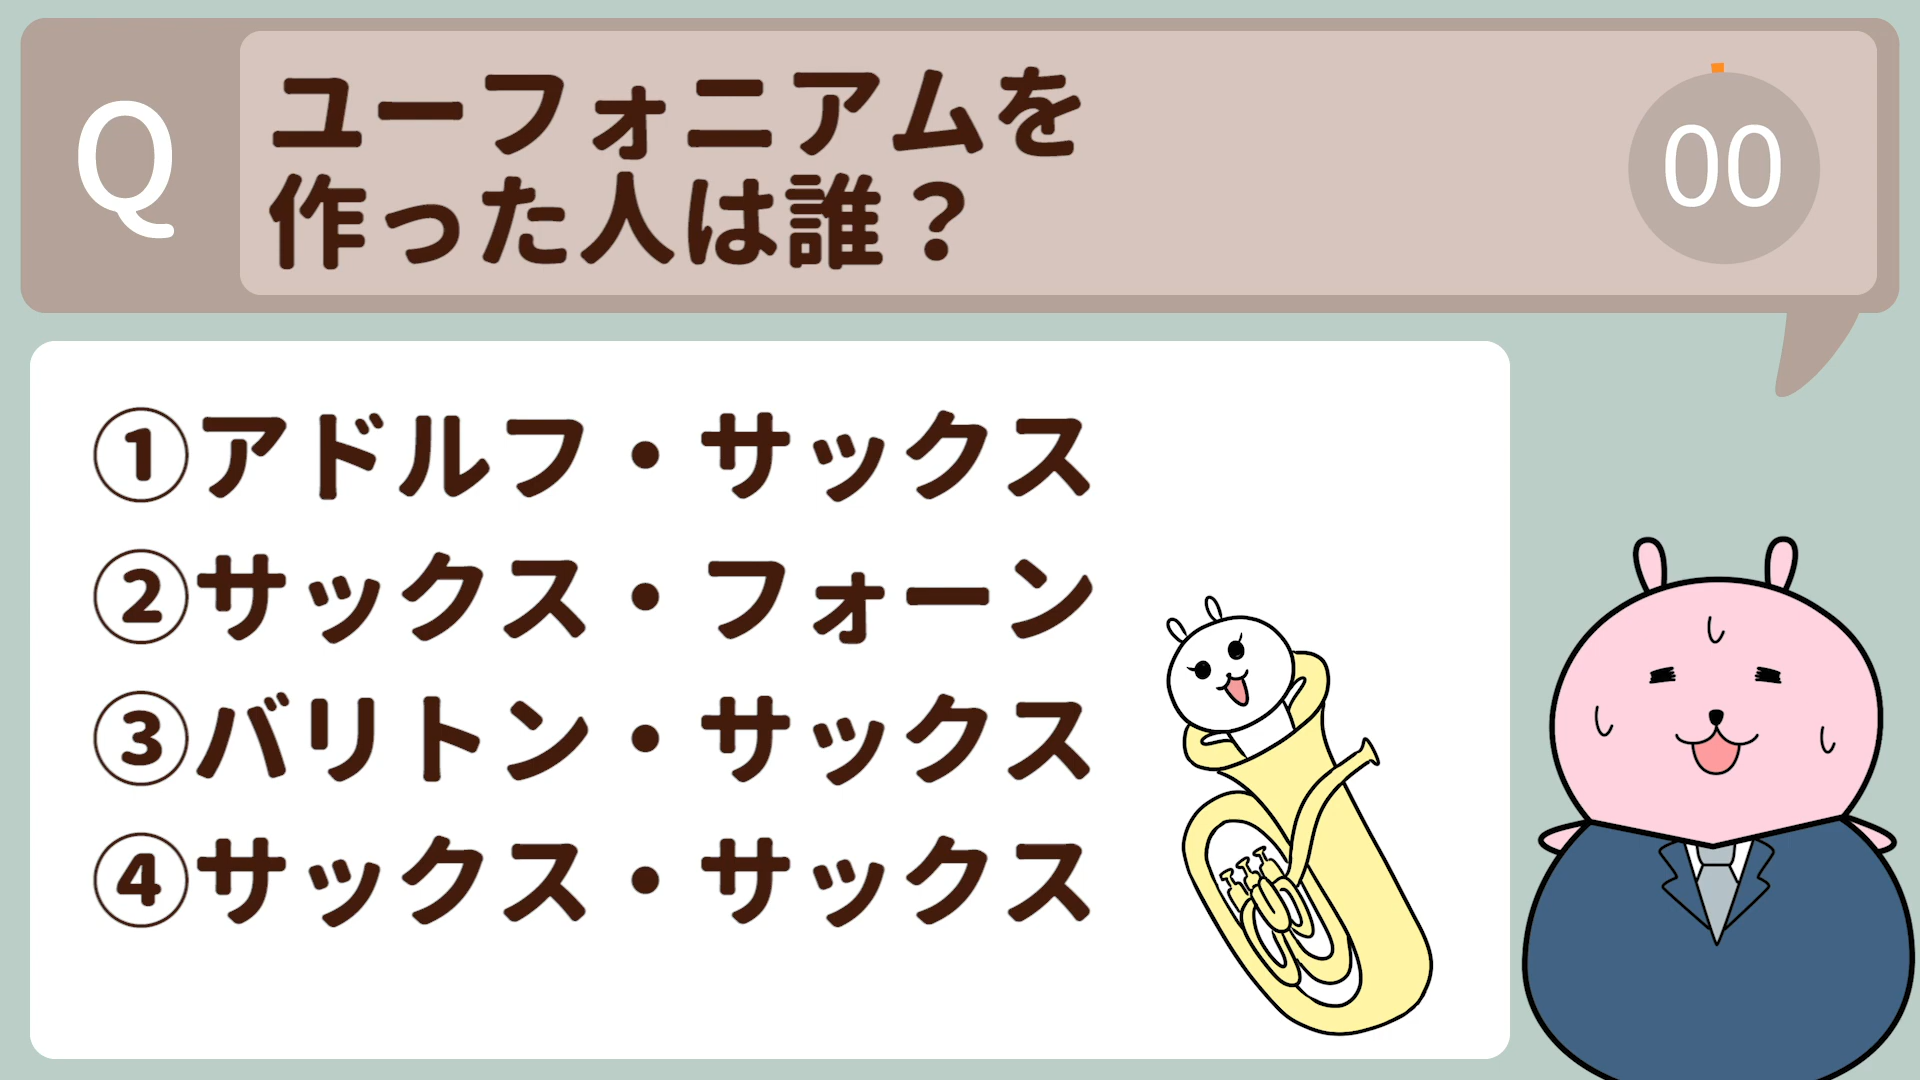 Q
ユーフォニアムを
作った人は誰？
00
①アドルフ・サックス
②サックス・フォーン
③バリトン・サックス
④サックス・サックス